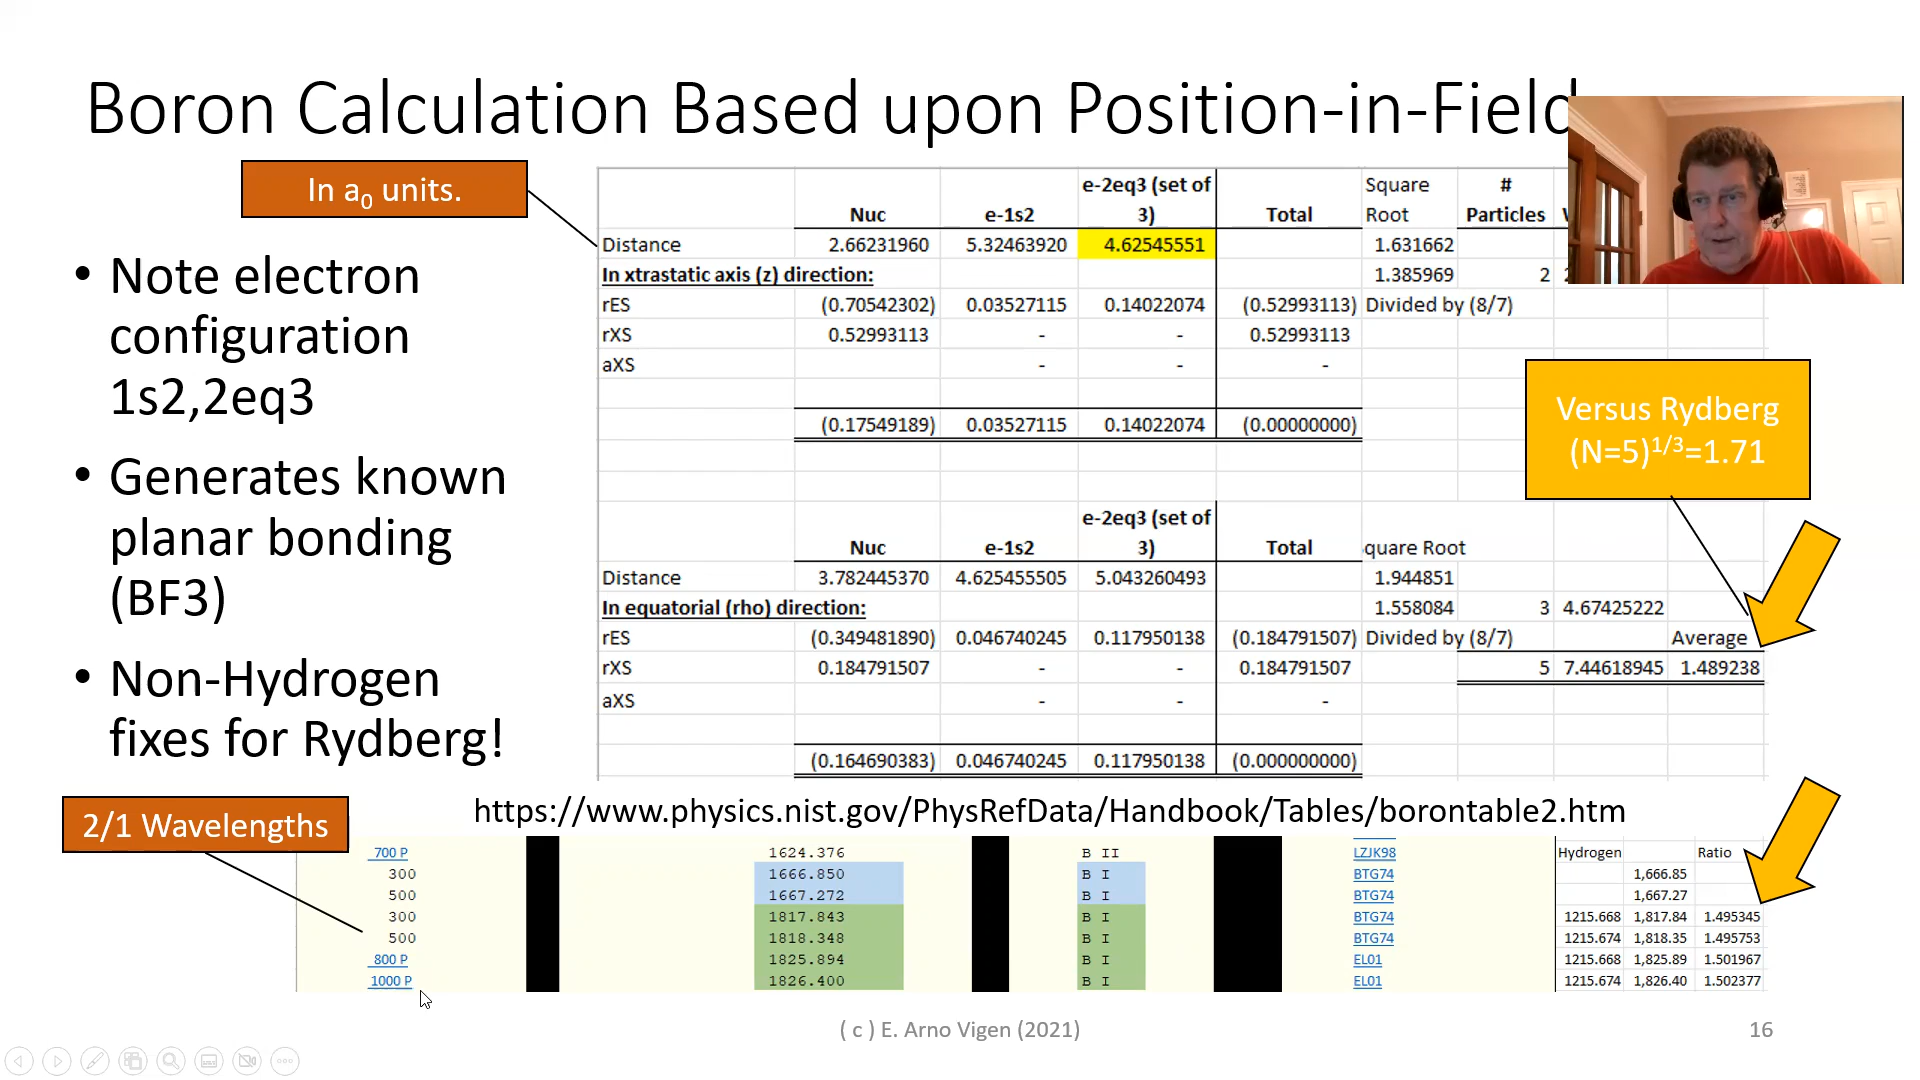 Boron Calculation Based upon Position-in-Field
In a0 units.
• Note electron
configuration
1s2,2eq3
• Generates known
planar bonding
(BF3)
• Non-Hydrogen
fixes for Rydberg!
e-2eq3 (set of Square #
Nuc e-1s2 3) Total Root Particles
Distance 2.66231960 5.32463920 4.62545551 1.631662
In xtrastatic axis (z) direction: 1.385969 2
rES (0.70542302) 0.03527115 0.14022074 (0.52993113) Divided by (8/7)
rXS 0.52993113 - - 0.52993113
aXS - - -
(0.17549189) 0.03527115 0.14022074 (0.00000000)
Versus Rydberg
(N=5)1/3=1.71
e-2eq3 (set of
Nuc e-1s2 3) Total quare Root
Distance 3.782445370 4.625455505 5.043260493 1.944851
In equatorial (rho) direction: 1.558084 3 4.67425222
rES (0.349481890) 0.046740245 0.117950138 (0.184791507) Divided by (8/7) Average
rXS 0.184791507 - - 0.184791507 5 7.44618945 1.489238
aXS - - -
(0.164690383) 0.046740245 0.117950138 (0.000000000)
2/1 Wavelengths
https://www.physics.nist.gov/PhysRefData/Handbook/Tables/borontable2.htm
700 P 1624.376 B II LZJK98 Hydrogen Ratio
300 1666.850 B I BTG74 1,666.85
500 1667.272 B I BTG74 1,667.27
300 1817.843 B I BTG74 1215.668 1,817.84 1.495345
500 1818.348 B I BTG74 1215.674 1,818.35 1.495753
800 P 1825.894 B I EL01 1215.668 1,825.89 1.501967
1000 P 1826.400 B I EL01 1215.674 1,826.40 1.502377
( c ) E. Arno Vigen (2021)
16